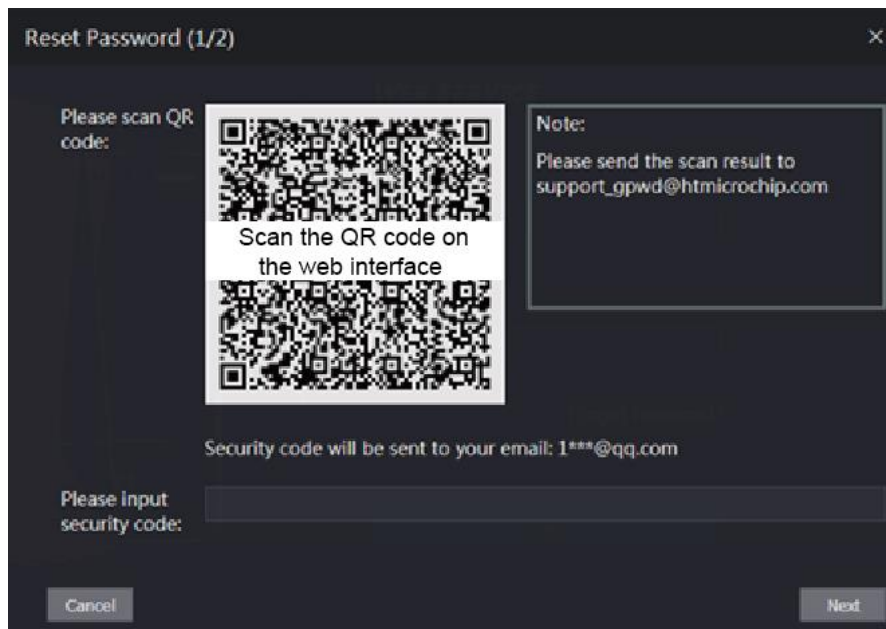 Reset Password (1/2)
×
Please scan QR
code:
Scan the QR code on
the web interface
Note:
Please send the scan result to
support_gpwd@htmicrochip.com
Security code will be sent to your email: 1***@qq.com
Please input
security code:
Cancel
Next